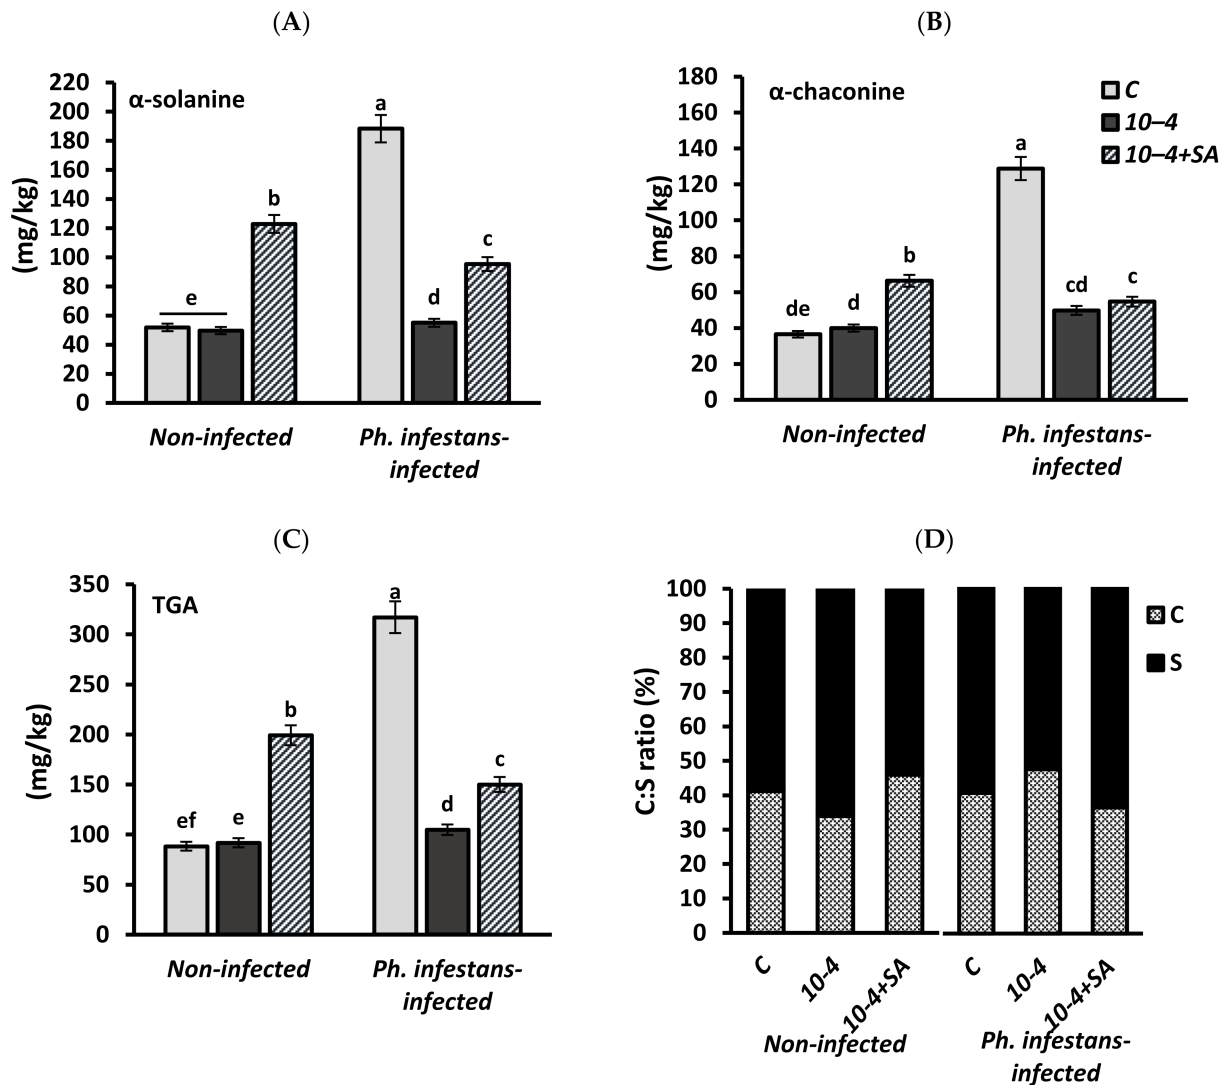 (A)
220
200
180
160
140
120
100
80
60
40
20
0
(mg/kg)
α-solanine
e
b
a
d
c
Non-infected
Ph. infestans-
infected
(B)
180
160
140
120
100
80
60
40
20
0
(mg/kg)
α-chaconine
C
10–4
10–4+SA
de
d
b
a
cd
c
Non-infected
Ph. infestans-
infected
(C)
350
300
250
200
150
100
50
0
(mg/kg)
TGA
ef
e
b
a
d
c
Non-infected
Ph. infestans-
infected
(D)
100
90
80
70
60
50
40
30
20
10
0
C:S ratio (%)
C
S
C
10-4
10-4+SA
C
10-4
10-4+SA
Non-infected
Ph. infestans-
infected